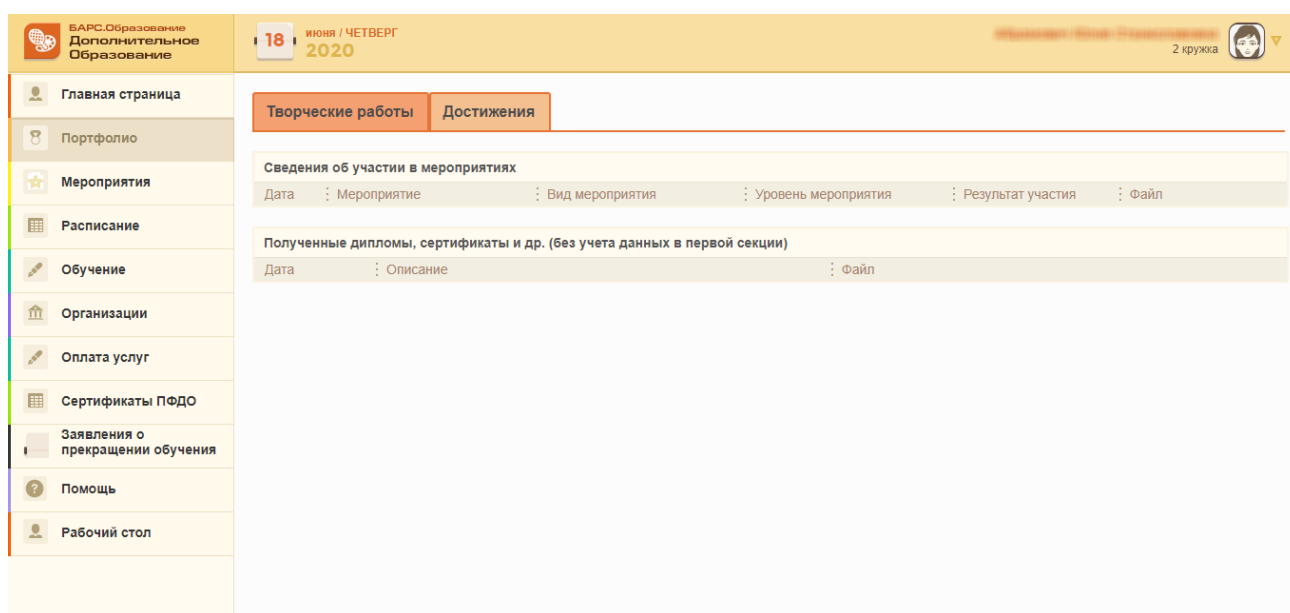 БАРС.Образование
Дополнительное
Образование
18
июня / ЧЕТВЕРГ
2020
2 кружка
Главная страница
Портфолио
Мероприятия
Расписание
Обучение
Организации
Оплата услуг
Сертификаты ПФДО
Заявления о
прекращении обучения
Помощь
Рабочий стол
Творческие работы Достижения
Сведения об участии в мероприятиях
Дата Мероприятие Вид мероприятия Уровень мероприятия Результат участия Файл
Полученные дипломы, сертификаты и др. (без учета данных в первой секции)
Дата Описание Файл